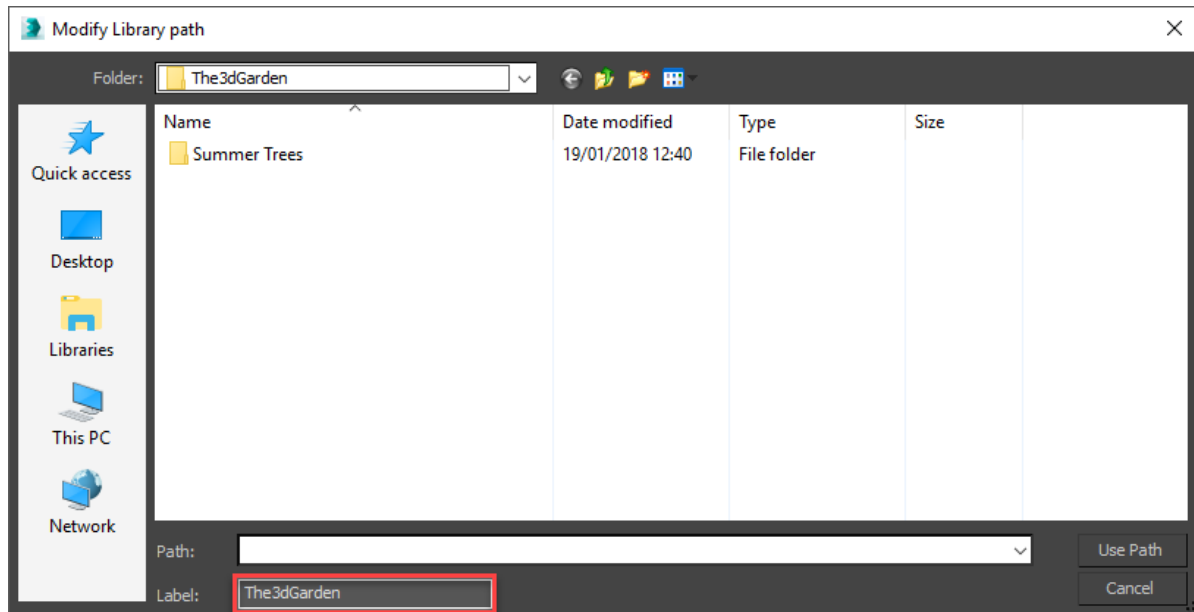 Modify Library path
Folder: The3dGarden
Name Date modified Type Size
Summer Trees 19/01/2018 12:40 File folder
Quick access
Desktop
Libraries
This PC
Network
Path: Use Path
Label: The3dGarden Cancel